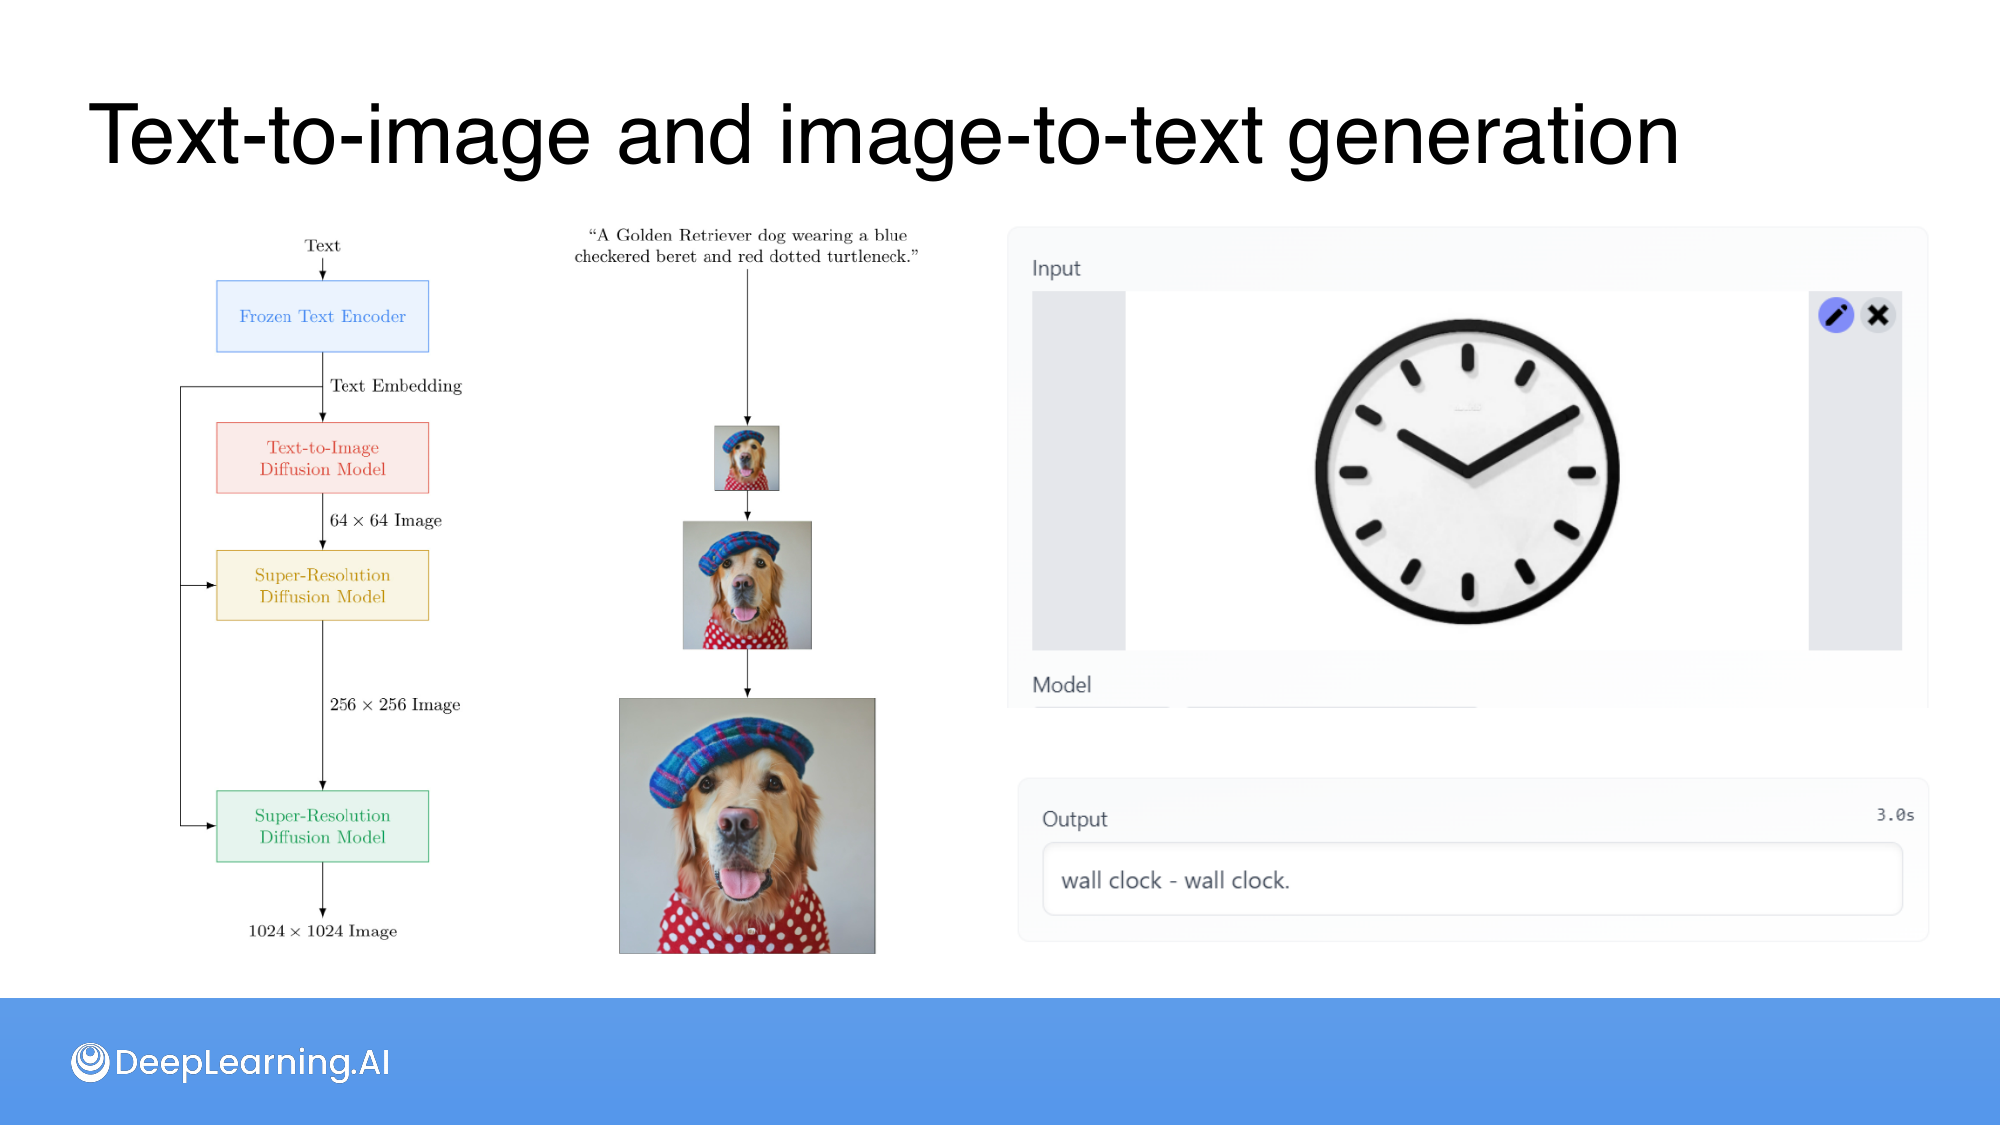 Text-to-image and image-to-text generation
Text
Frozen Text Encoder
Text Embedding
Text-to-Image
Diffusion Model
64 × 64 Image
Super-Resolution
Diffusion Model
256 × 256 Image
Super-Resolution
Diffusion Model
1024 × 1024 Image
“A Golden Retriever dog wearing a blue
checkered beret and red dotted turtleneck.”
Input
Model
Output
3.0s
wall clock - wall clock.
DeepLearning.AI